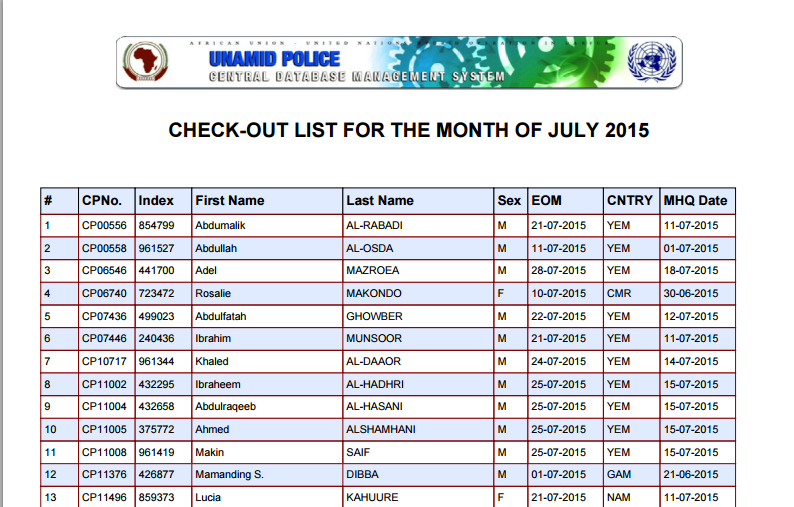 AFRICAN UNION - UNITED NATIONS
UNAMID POLICE
CENTRAL DATABASE MANAGEMENT SYSTEM
CHECK-OUT LIST FOR THE MONTH OF JULY 2015
# CPNo. Index First Name Last Name Sex EOM CNTRY MHQ Date
1 CP00556 854799 Abdumalik AL-RABADI M 21-07-2015 YEM 11-07-2015
2 CP00558 961527 Abdullah AL-OSDA M 11-07-2015 YEM 01-07-2015
3 CP06546 441700 Adel MAZROEA M 28-07-2015 YEM 18-07-2015
4 CP06740 723472 Rosalie MAKONDO F 10-07-2015 CMR 30-06-2015
5 CP07436 499023 Abdulfatah GHOWBER M 22-07-2015 YEM 12-07-2015
6 CP07446 240436 Ibrahim MUNSOOR M 21-07-2015 YEM 11-07-2015
7 CP10717 961344 Khaled AL-DAAOR M 24-07-2015 YEM 14-07-2015
8 CP11002 432295 Ibraheem AL-HADHRI M 25-07-2015 YEM 15-07-2015
9 CP11004 432658 Abdulraqeeb AL-HASANI M 25-07-2015 YEM 15-07-2015
10 CP11005 375772 Ahmed ALSHAMHANI M 25-07-2015 YEM 15-07-2015
11 CP11008 961419 Makin SAIF M 25-07-2015 YEM 15-07-2015
12 CP11376 426877 Mamanding S. DIBBA M 01-07-2015 GAM 21-06-2015
13 CP11496 859373 Lucia KAHUURE F 21-07-2015 NAM 11-07-2015